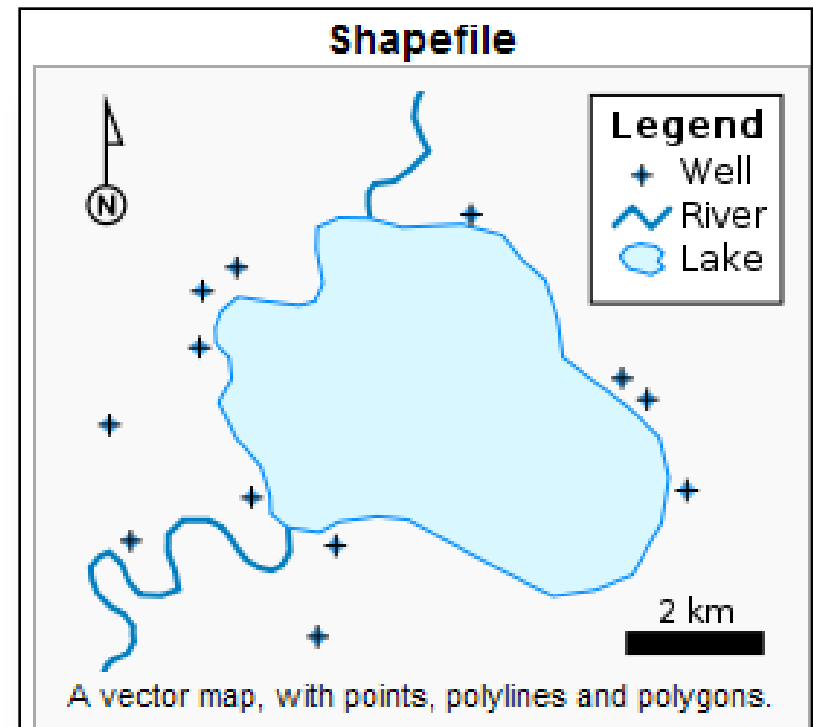 Shapefile
N
Legend
Well
River
Lake
2 km
A vector map, with points, polylines and polygons.